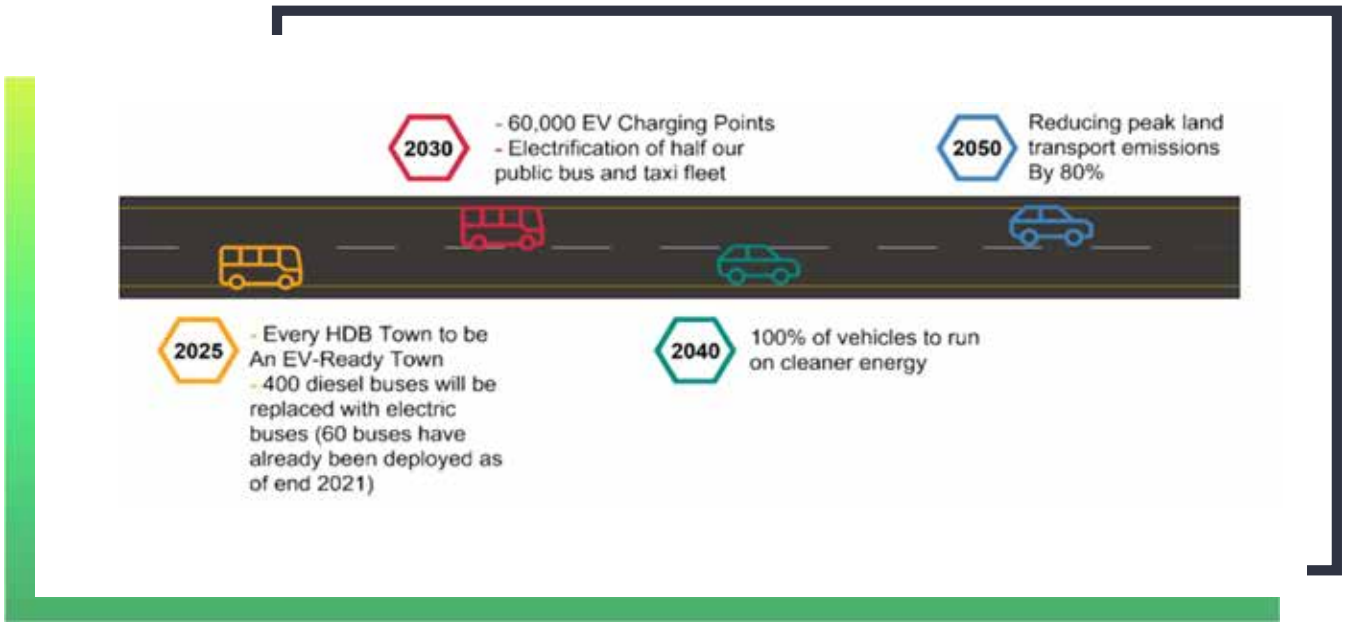 2030
- 60,000 EV Charging Points
- Electrification of half our
public bus and taxi fleet
2050
Reducing peak land
transport emissions
By 80%
2025
- Every HDB Town to be
An EV-Ready Town
- 400 diesel buses will be
replaced with electric
buses (60 buses have
already been deployed as
of end 2021)
2040
100% of vehicles to run
on cleaner energy